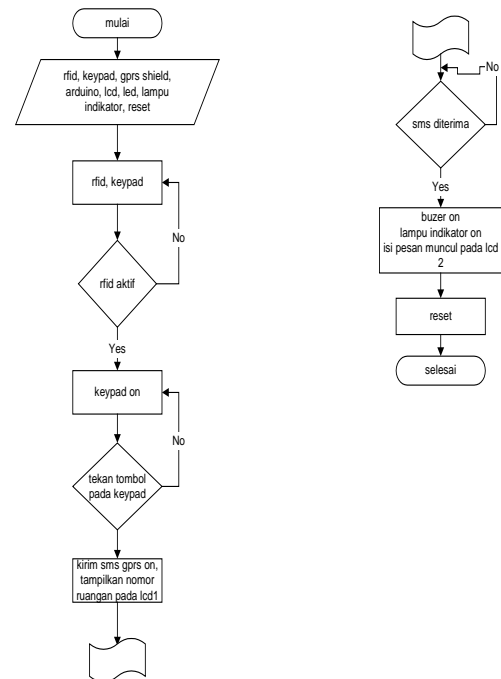 mulai
rfid, keypad, gprs shield,
arduino, lcd, led, lampu
indikator, reset
rfid, keypad
No
rfid aktif
Yes
keypad on
No
tekan tombol
pada keypad
kirim sms gprs on,
tampilkan nomor
ruangan pada lcd1
No
sms diterima
Yes
buzer on
lampu indikator on
isi pesan muncul pada lcd
2
reset
selesai